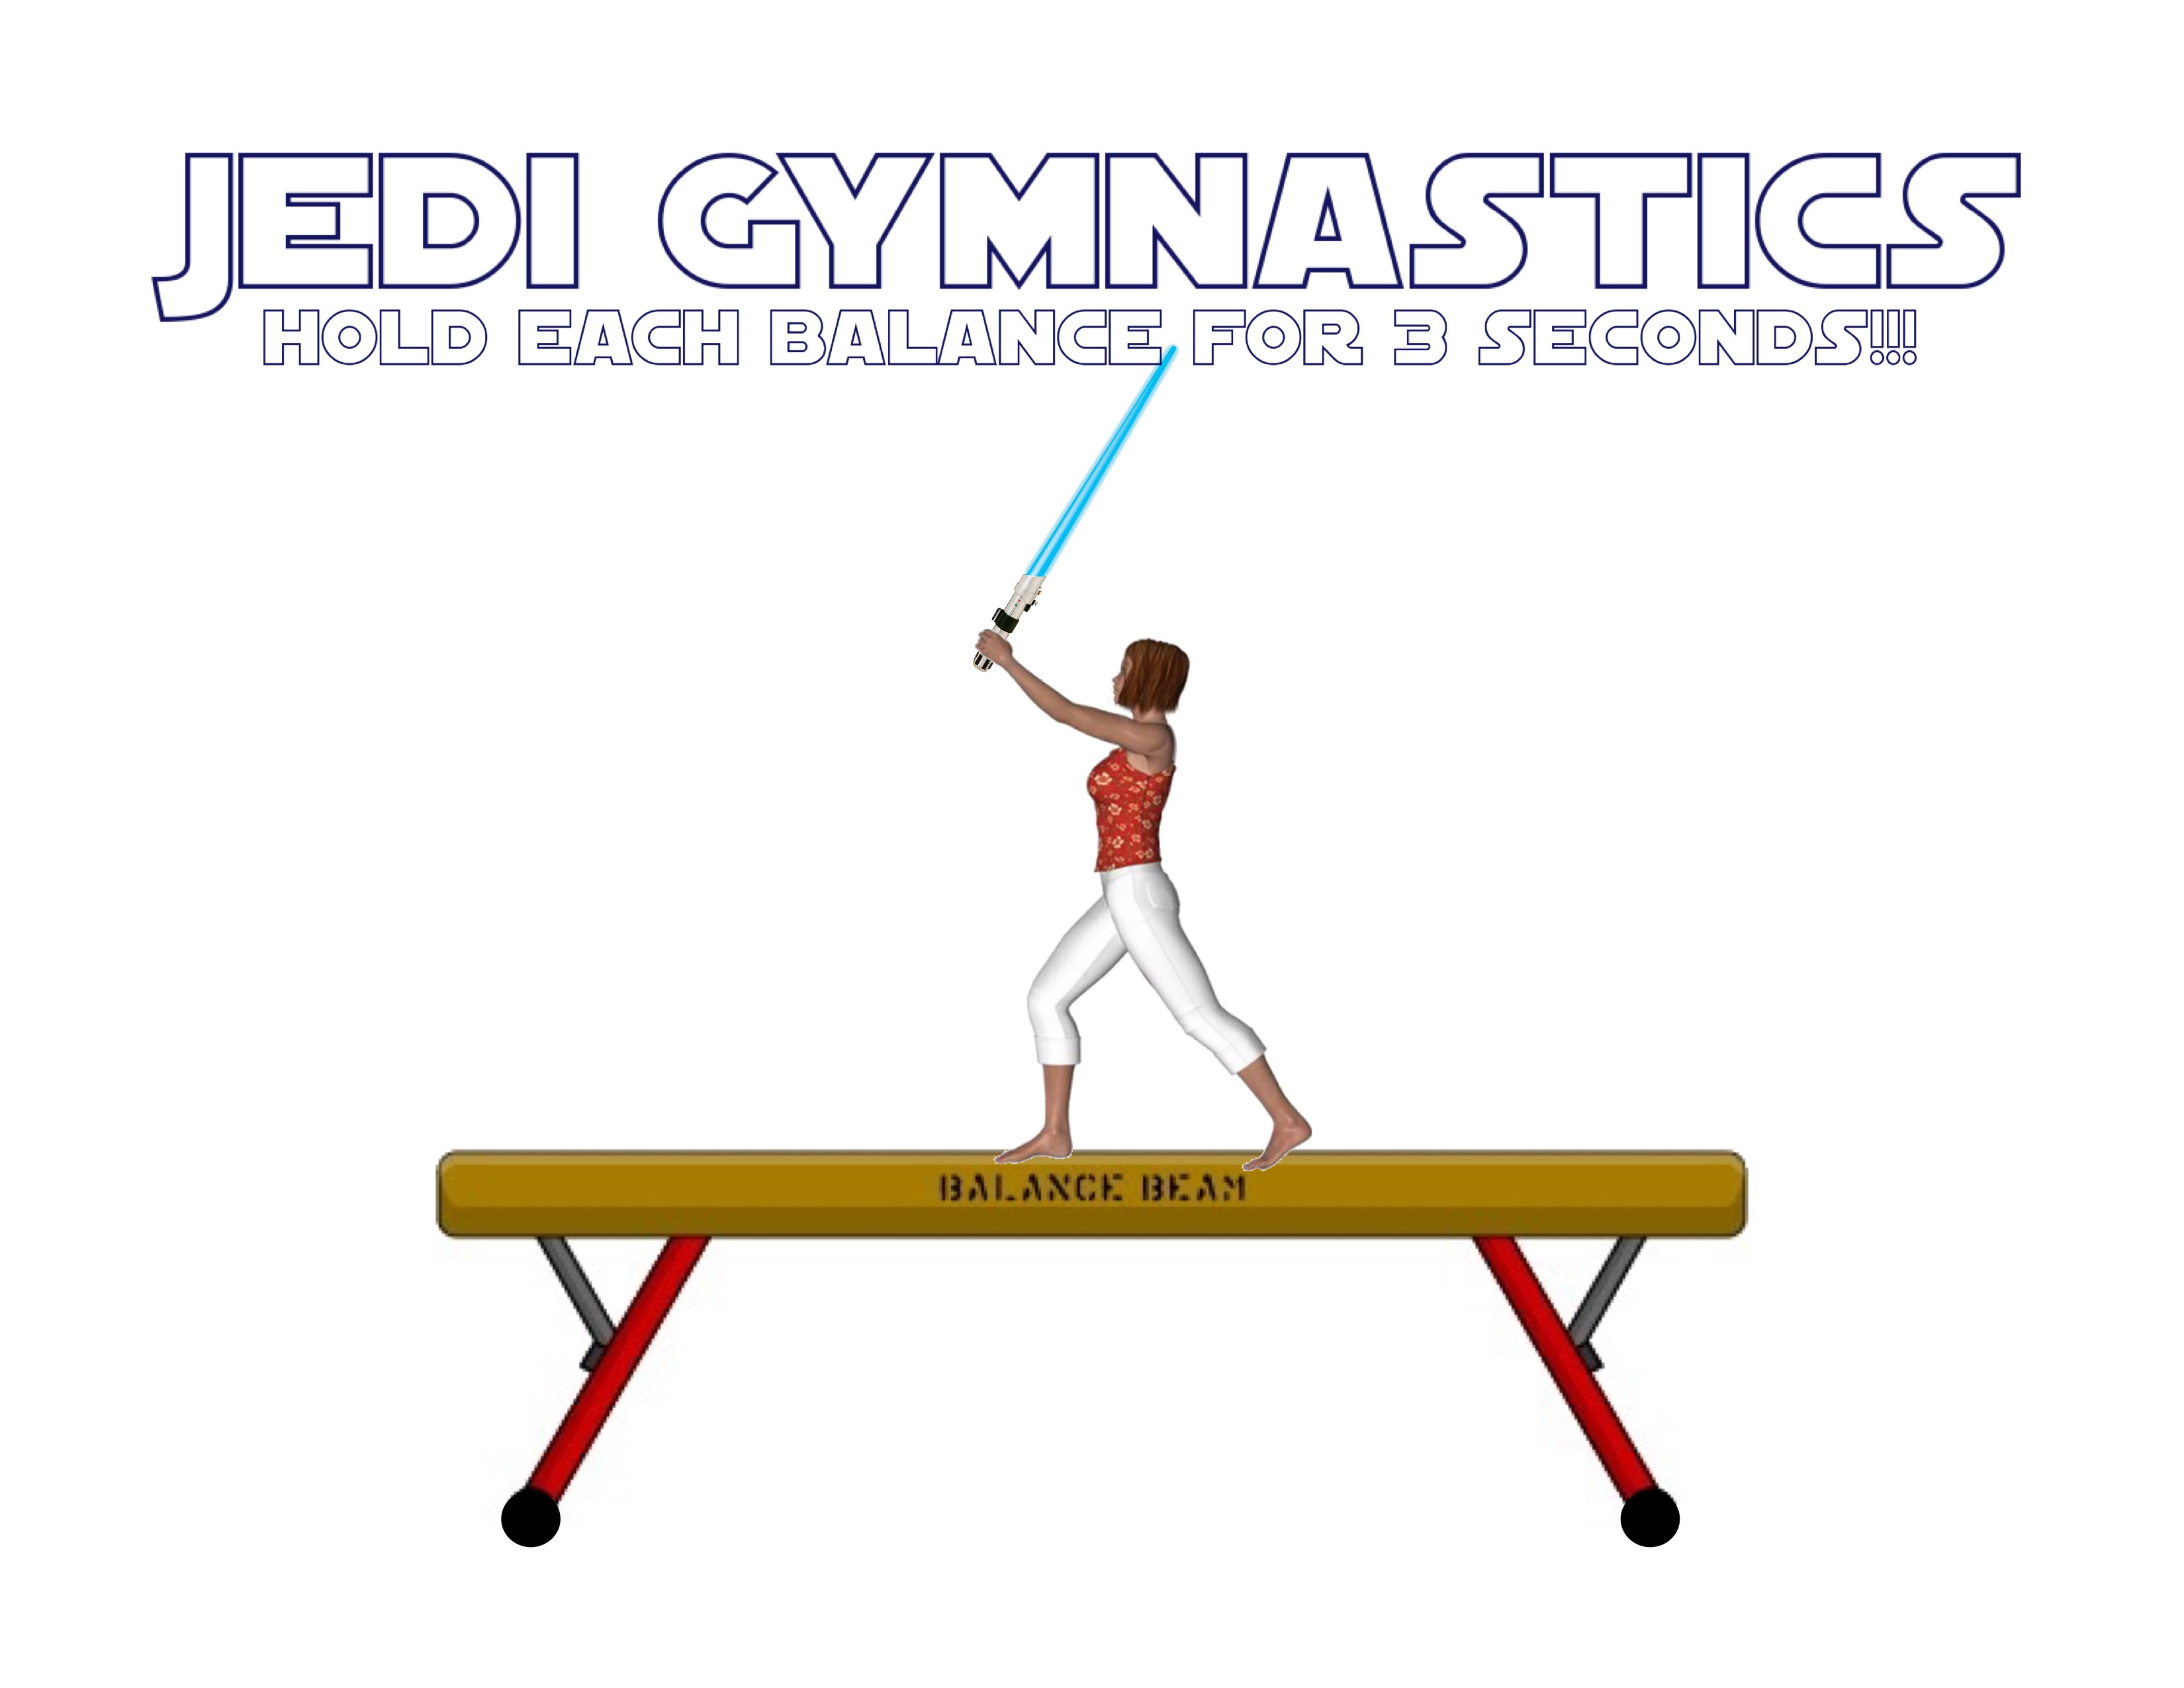 JEDI GYMNASTICS
HOLD EACH BALANCE FOR 3 SECONDS!!!
BALANCE BEAM